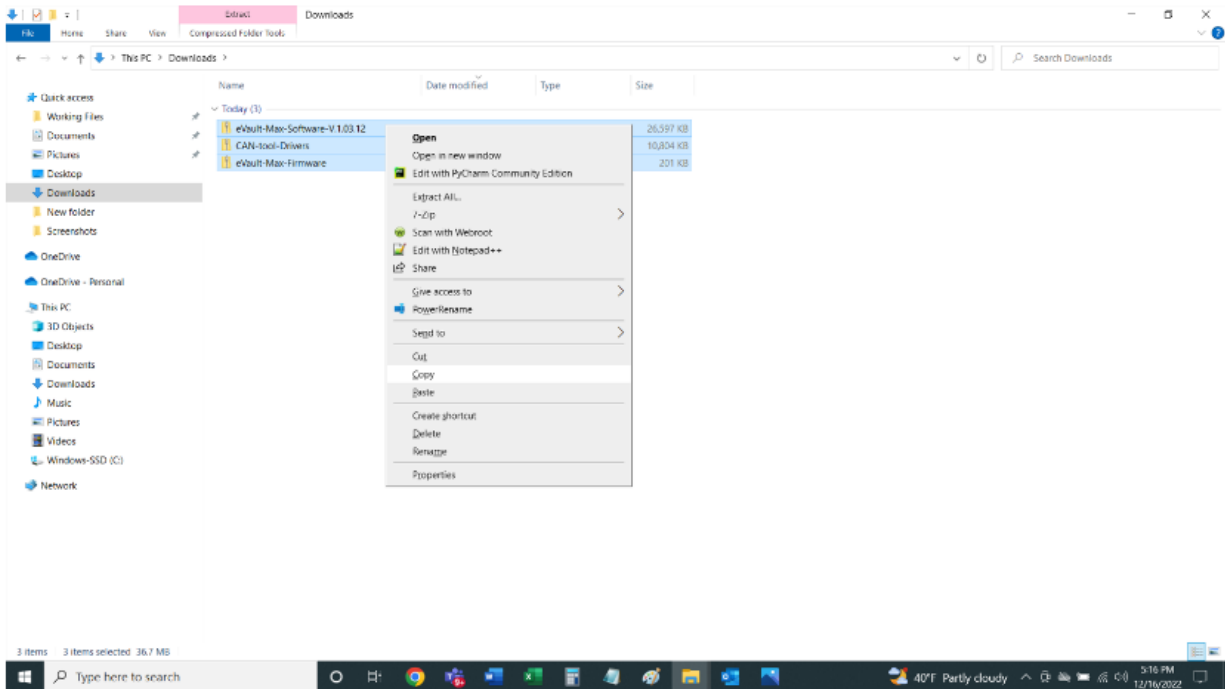 Extract
Downloads
File
Home
Share
View
Compressed Folder Tools
This PC > Downloads >
Search Downloads
Name
Date modified
Type
Size
Quick access
Working Files
Documents
Pictures
Desktop
Downloads
New folder
Screenshots
OneDrive
OneDrive - Personal
This PC
3D Objects
Desktop
Documents
Downloads
Music
Pictures
Videos
Windows-SSD (C:)
Network
Today (3)
eVault-Max-Software-V.1.03.12
26,597 KB
CAN-tool-Drivers
10,804 KB
eVault-Max-Firmware
201 KB
Open
Open in new window
Edit with PyCharm Community Edition
Extract All...
7-Zip
Scan with Webroot
Edit with Notepad++
Share
Give access to
PowerRename
Send to
Cut
Copy
Paste
Create shortcut
Delete
Rename
Properties
3 items
3 items selected 36.7 MB
Type here to search
40°F Partly cloudy
5:16 PM
12/16/2022